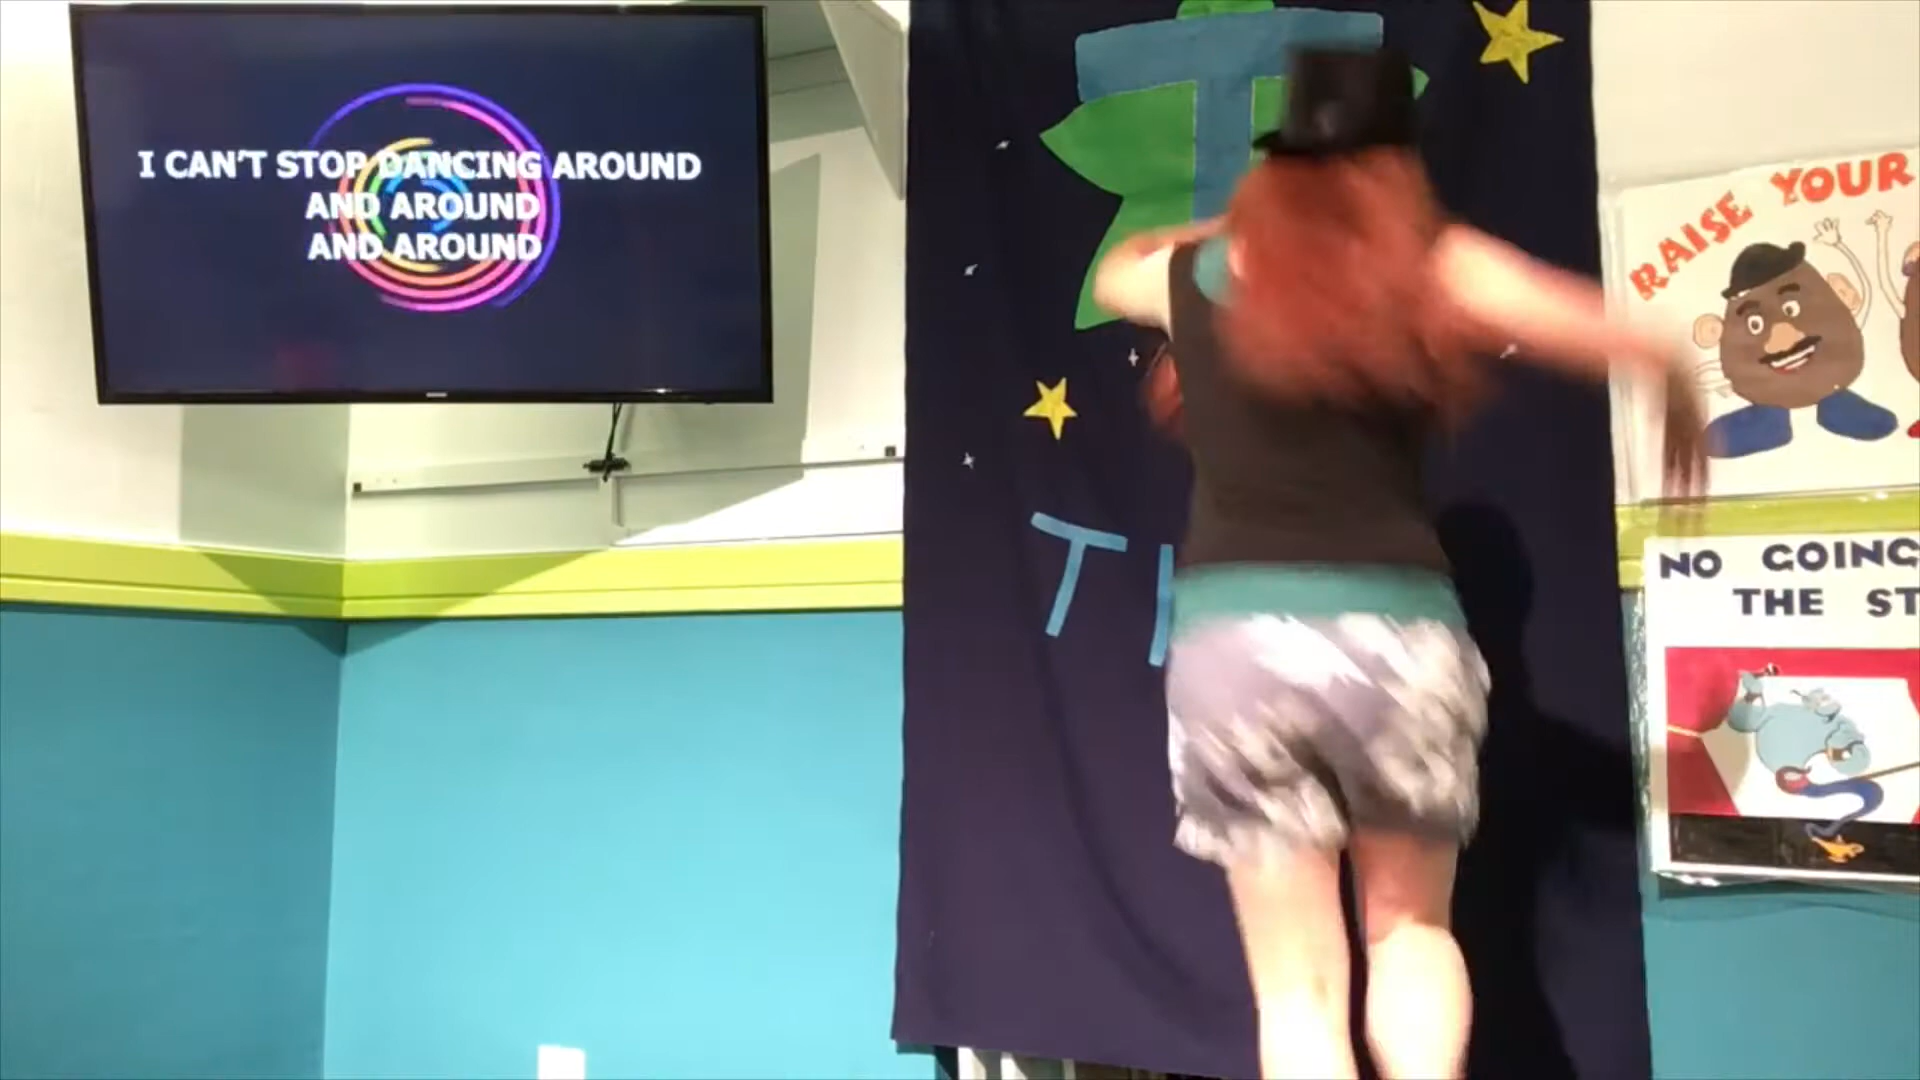 I CAN'T STOP DANCING AROUND
AND AROUND
AND AROUND
T
T
RAISE YOUR
NO GOING
THE ST